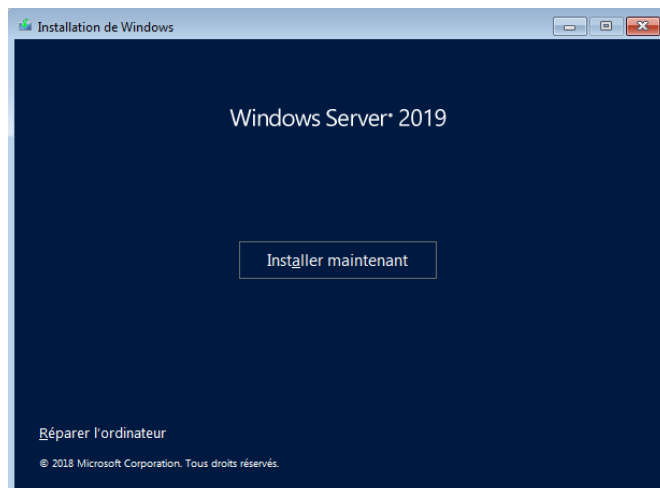 Installation de Windows
Windows Server® 2019
Installer maintenant
Réparer l'ordinateur
© 2018 Microsoft Corporation. Tous droits réservés.